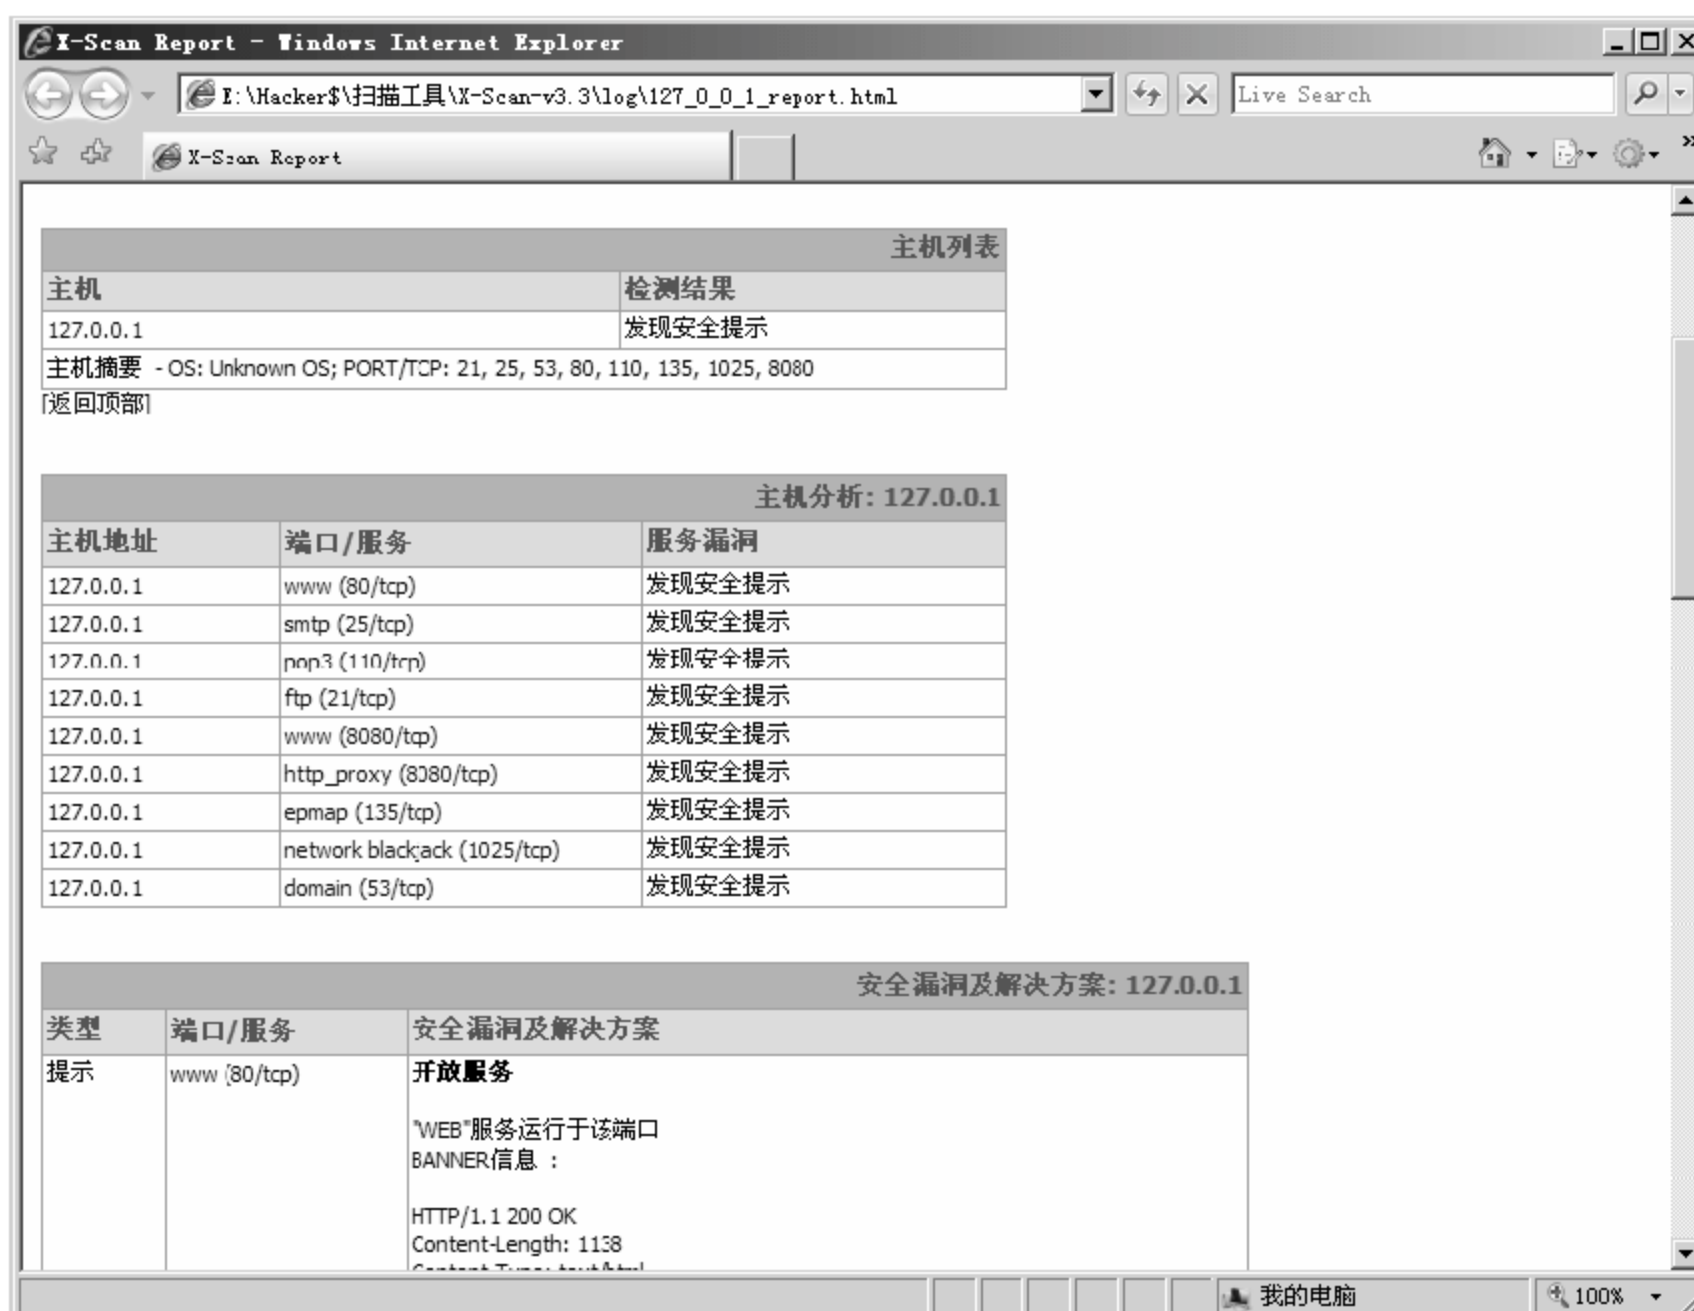 X-Scan Report - Windows Internet Explorer
E:\Hacker$\扫描工具\X-Scan-v3.3\log\127_0_0_1_report.html
Live Search
X-Scan Report
主机列表
主机 检测结果
127.0.0.1 发现安全提示
主机摘要 - OS: Unknown OS; PORT/TCP: 21, 25, 53, 80, 110, 135, 1025, 8080
[返回顶部]
主机分析: 127.0.0.1
主机地址 端口/服务 服务漏洞
127.0.0.1 www (80/tcp) 发现安全提示
127.0.0.1 smtp (25/tcp) 发现安全提示
127.0.0.1 pop3 (110/tcp) 发现安全提示
127.0.0.1 ftp (21/tcp) 发现安全提示
127.0.0.1 www (8080/tcp) 发现安全提示
127.0.0.1 http_proxy (8080/tcp) 发现安全提示
127.0.0.1 epmap (135/tcp) 发现安全提示
127.0.0.1 network blackjack (1025/tcp) 发现安全提示
127.0.0.1 domain (53/tcp) 发现安全提示
安全漏洞及解决方案: 127.0.0.1
类型 端口/服务 安全漏洞及解决方案
提示 www (80/tcp) 开放服务
"WEB"服务运行于该端口
BANNER信息 :
HTTP/1.1 200 OK
Content-Length: 1138
Content-Type: text/html
我的电脑 100%